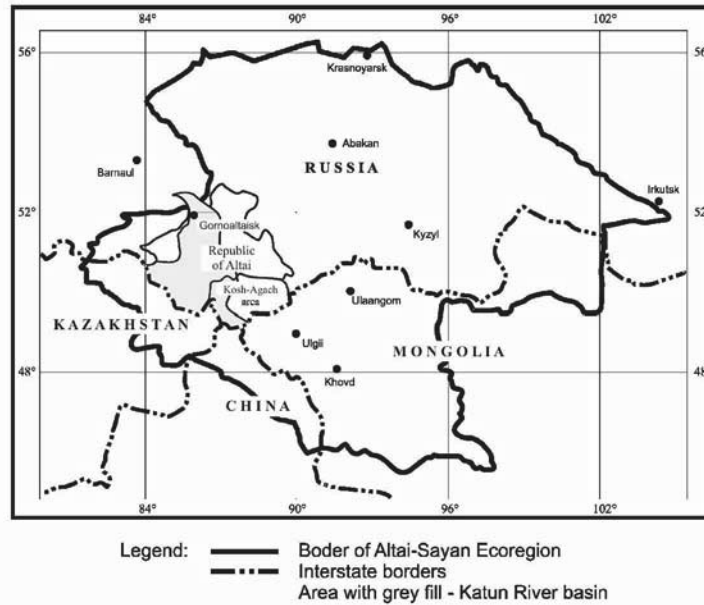 84° 90° 96° 102°
56° 56°
Krasnoyarsk
Abakan
Barnaul
RUSSIA
Irkutsk
52° 52°
Gornoaltaisk
Kyzyl
Republic
of Altai
Kosh-Agach
area
Ulaangom
KAZAKHSTAN
Ulgii
MONGOLIA
48° 48°
Khovd
CHINA
84° 90° 96° 102°
Legend:
Boder of Altai-Sayan Ecoregion
Interstate borders
Area with grey fill - Katun River basin